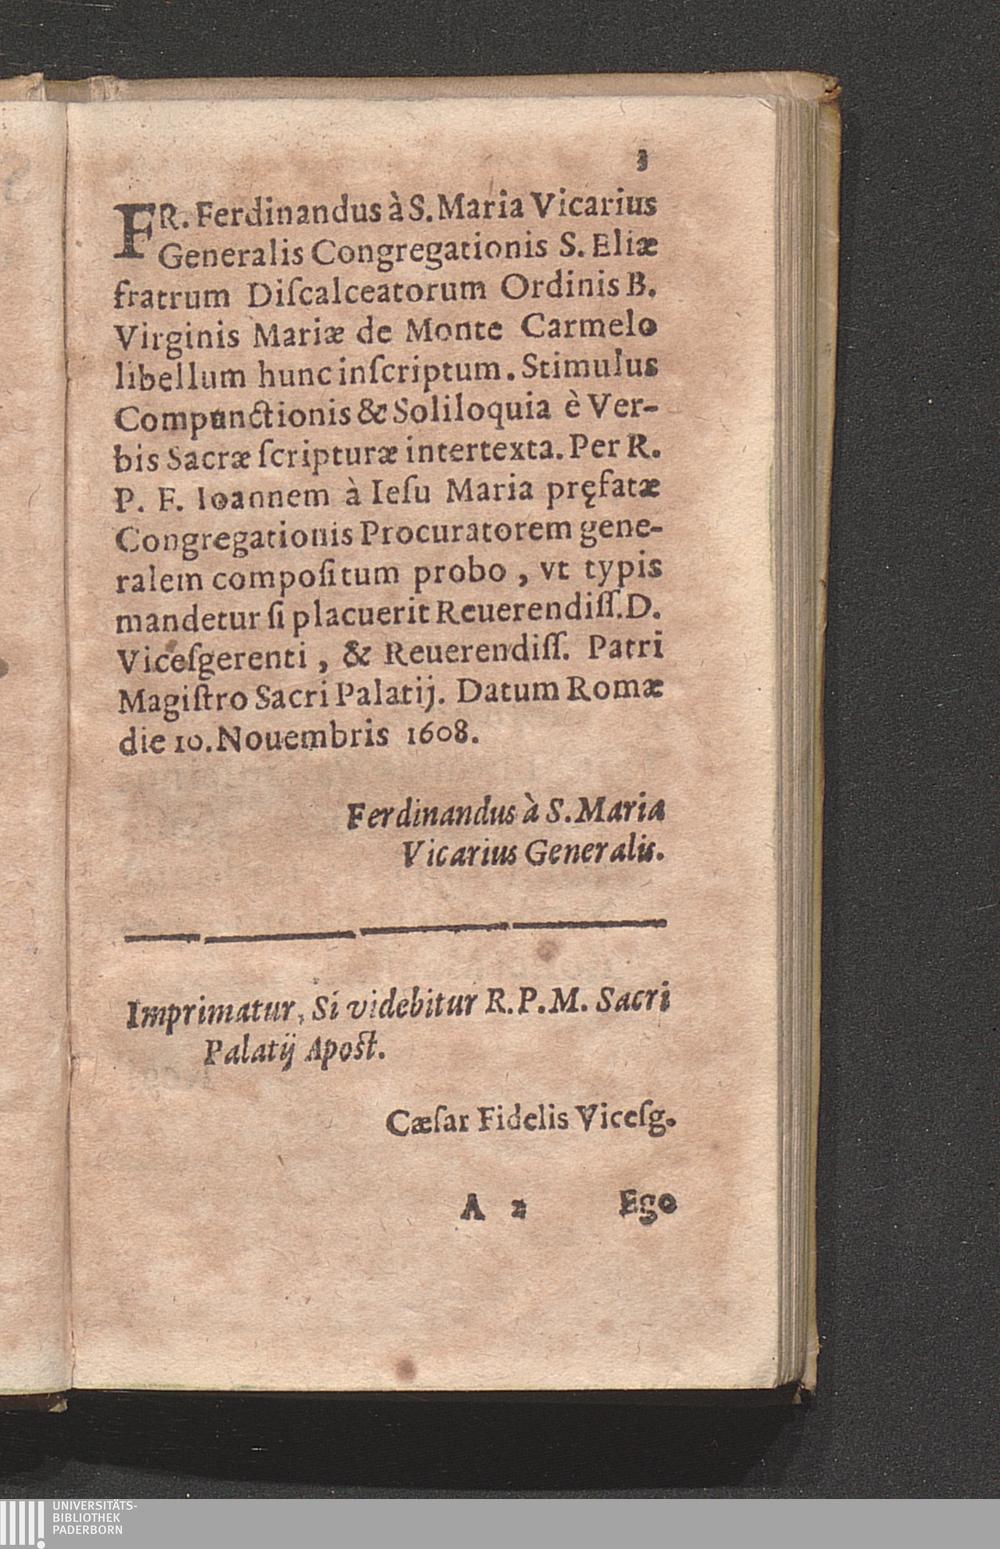 3
FR. Ferdinandus à S. Maria Vicarius
Generalis Congregationis S. Eliæ
fratrum Diſcalceatorum Ordinis B.
Virginis Mariæ de Monte Carmelo
libellum hunc inſcriptum. Stimulus
Compunctionis & Soliloquia è Ver-
bis Sacræ ſcripturæ intertexta. Per R.
P. F. Ioannem à Ieſu Maria pręfatæ
Congregationis Procuratorem gene-
ralem compoſitum probo, vt typis
mandetur ſi placuerit Reuerendiſſ. D.
Viceſgerenti, & Reuerendiſſ. Patri
Magiſtro Sacri Palatij. Datum Romæ
die 10. Nouembris 1608.
Ferdinandus à S. Maria
Vicarius Generalis.
Imprimatur, Si videbitur R. P. M. Sacri
Palatij Apoſt.
Cæſar Fidelis Viceſg.
A 2 Ego
UNIVERSITÄTS-
BIBLIOTHEK
PADERBORN